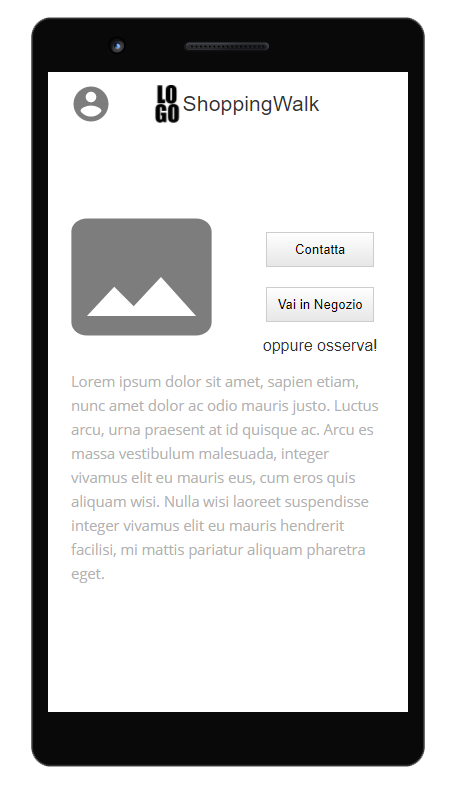 LO
GO
ShoppingWalk
Contatta
Vai in Negozio
oppure osserva!
Lorem ipsum dolor sit amet, sapien etiam,
nunc amet dolor ac odio mauris justo. Luctus
arcu, urna praesent at id quisque ac. Arcu es
massa vestibulum malesuada, integer
vivamus elit eu mauris eus, cum eros quis
aliquam wisi. Nulla wisi laoreet suspendisse
integer vivamus elit eu mauris hendrerit
facilisi, mi mattis pariatur aliquam pharetra
eget.